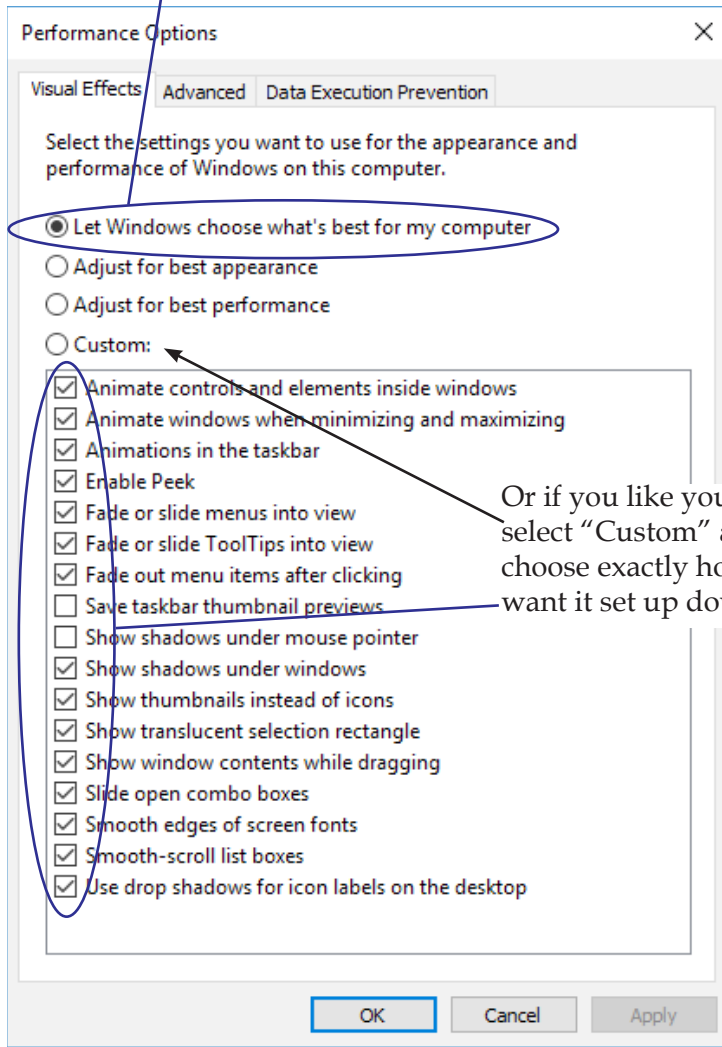 Performance Options
Visual Effects Advanced Data Execution Prevention
Select the settings you want to use for the appearance and
performance of Windows on this computer.
Let Windows choose what's best for my computer
Adjust for best appearance
Adjust for best performance
Custom:
Animate controls and elements inside windows
Animate windows when minimizing and maximizing
Animations in the taskbar
Enable Peek
Fade or slide menus into view
Fade or slide ToolTips into view
Fade out menu items after clicking
Save taskbar thumbnail previews
Show shadows under mouse pointer
Show shadows under windows
Show thumbnails instead of icons
Show translucent selection rectangle
Show window contents while dragging
Slide open combo boxes
Smooth edges of screen fonts
Smooth-scroll list boxes
Use drop shadows for icon labels on the desktop
Or if you like you
select “Custom” a
choose exactly ho
want it set up do
OK Cancel Apply